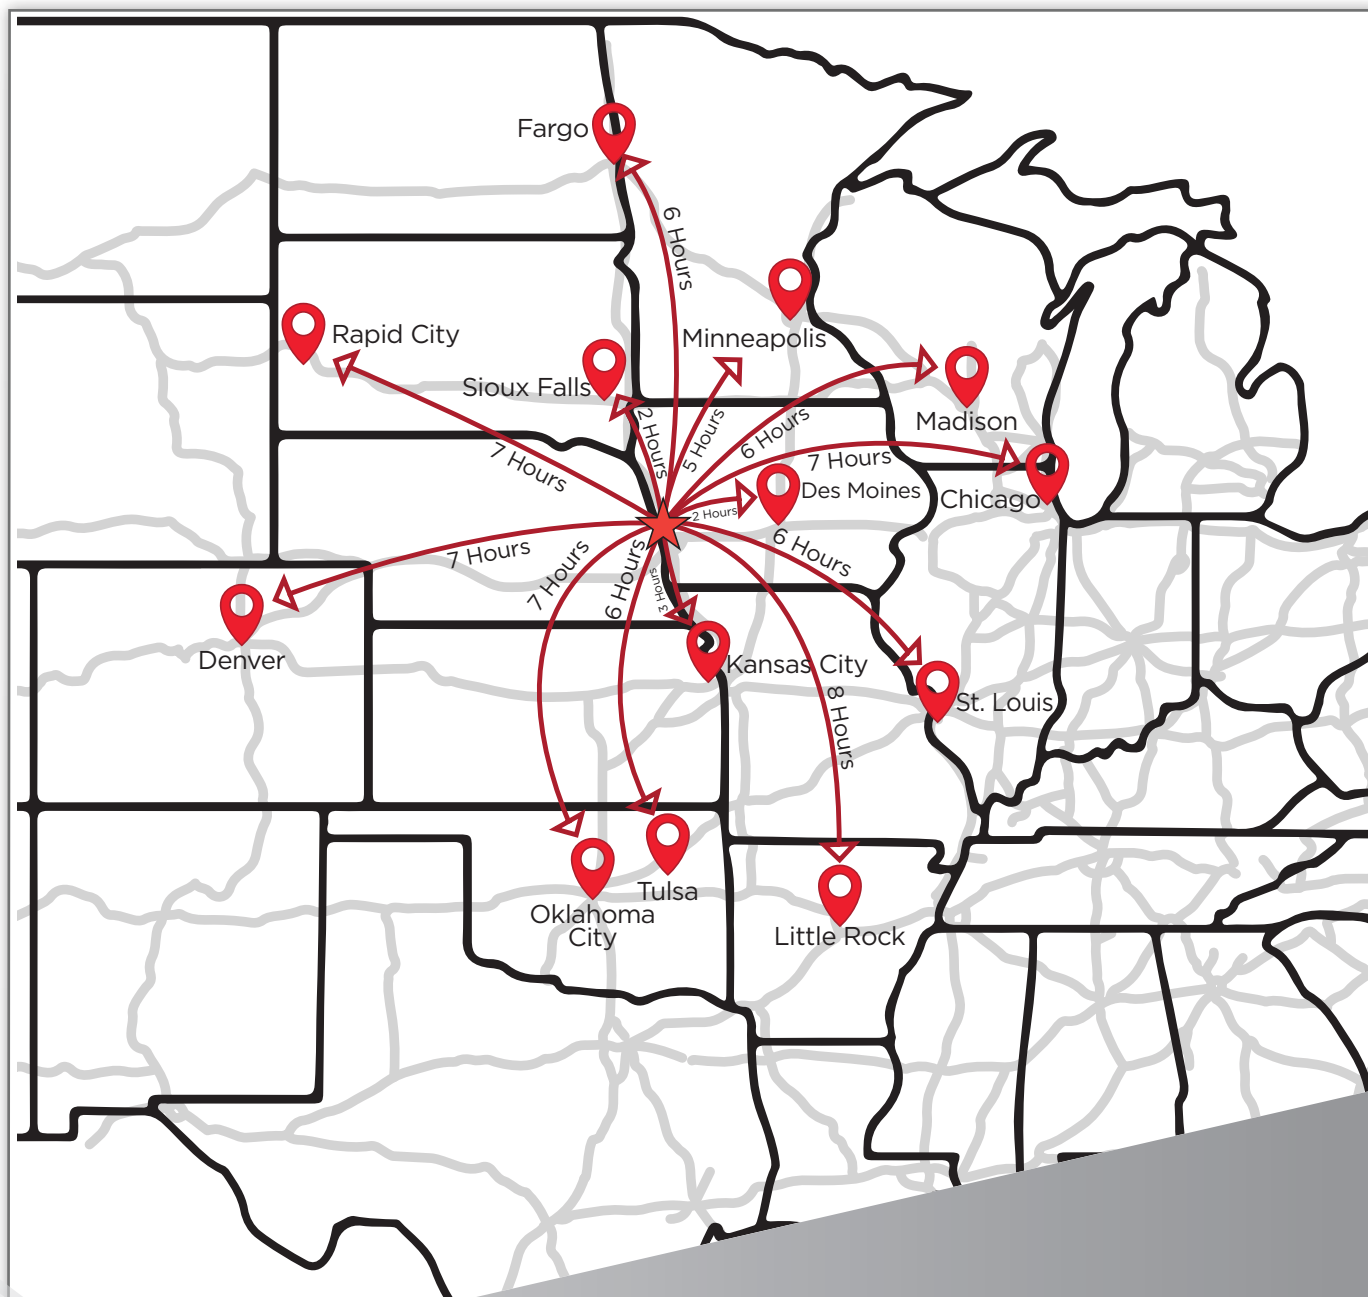 Fargo
6 Hours
Rapid City
Minneapolis
Sioux Falls
Madison
2 Hours
5 Hours
6 Hours
7 Hours
7 Hours
Des Moines
Chicago
2 Hours
6 Hours
7 Hours
7 Hours
6 Hours
3 Hours
Denver
Kansas City
St. Louis
8 Hours
Tulsa
Oklahoma
City
Little Rock